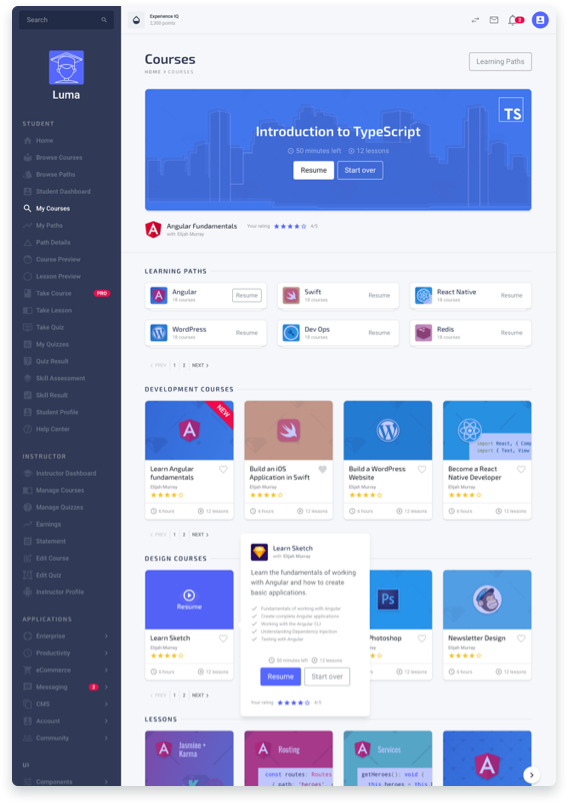 Search
Luma
STUDENT
Home
Browse Courses
Browse Paths
Student Dashboard
My Courses
My Paths
Path Details
Course Preview
Lesson Preview
Take Course PRO
Take Lesson
Take Quiz
My Quizzes
Quiz Result
Skill Assessment
Skill Result
Student Profile
Help Center
INSTRUCTOR
Instructor Dashboard
Manage Courses
Manage Quizzes
Earnings
Statement
Edit Course
Edit Quiz
Instructor Profile
APPLICATIONS
Enterprise
Productivity
eCommerce
Messaging 2
CMS
Account
Community
UI
Components
Experience IQ
2,300 points
2
Courses
HOME › COURSES
Learning Paths
TS
Introduction to TypeScript
50 minutes left 12 lessons
Resume Start over
Angular Fundamentals
with Elijah Murray
Your rating 4/5
LEARNING PATHS
Angular
18 courses
Resume
Swift
18 courses
Resume
React Native
18 courses
Resume
WordPress
18 courses
Resume
Dev Ops
18 courses
Resume
Redis
18 courses
Resume
‹ PREV 1 2 NEXT ›
DEVELOPMENT COURSES
NEW
Learn Angular
fundamentals
Elijah Murray
6 hours 12 lessons
Build an iOS
Application in Swift
Elijah Murray
6 hours 12 lessons
Build a WordPress
Website
Elijah Murray
6 hours 12 lessons
import React, { Comp
import { Text, View
Become a React
Native Developer
Elijah Murray
6 hours 12 lessons
‹ PREV 1 2 NEXT ›
DESIGN COURSES
Resume
Learn Sketch
Elijah Murray
6 hours 12 lessons
Learn Sketch
with Elijah Murray
Learn the fundamentals of working
with Angular and how to create
basic applications.
Fundamentals of working with Angular
Create complete Angular applications
Working with the Angular CLI
Understanding Dependency Injection
Testing with Angular
50 minutes left 12 lessons
Resume Start over
Your rating 4/5
Ps
Photoshop
12 lessons
Newsletter Design
Elijah Murray
6 hours 12 lessons
‹ PREV 1 2 NEXT ›
LESSONS
Jasmine +
Karma
Routing
const routes: Routes
{ path: 'heroes',
Services
getHeroes(): void {
this.heroes = this